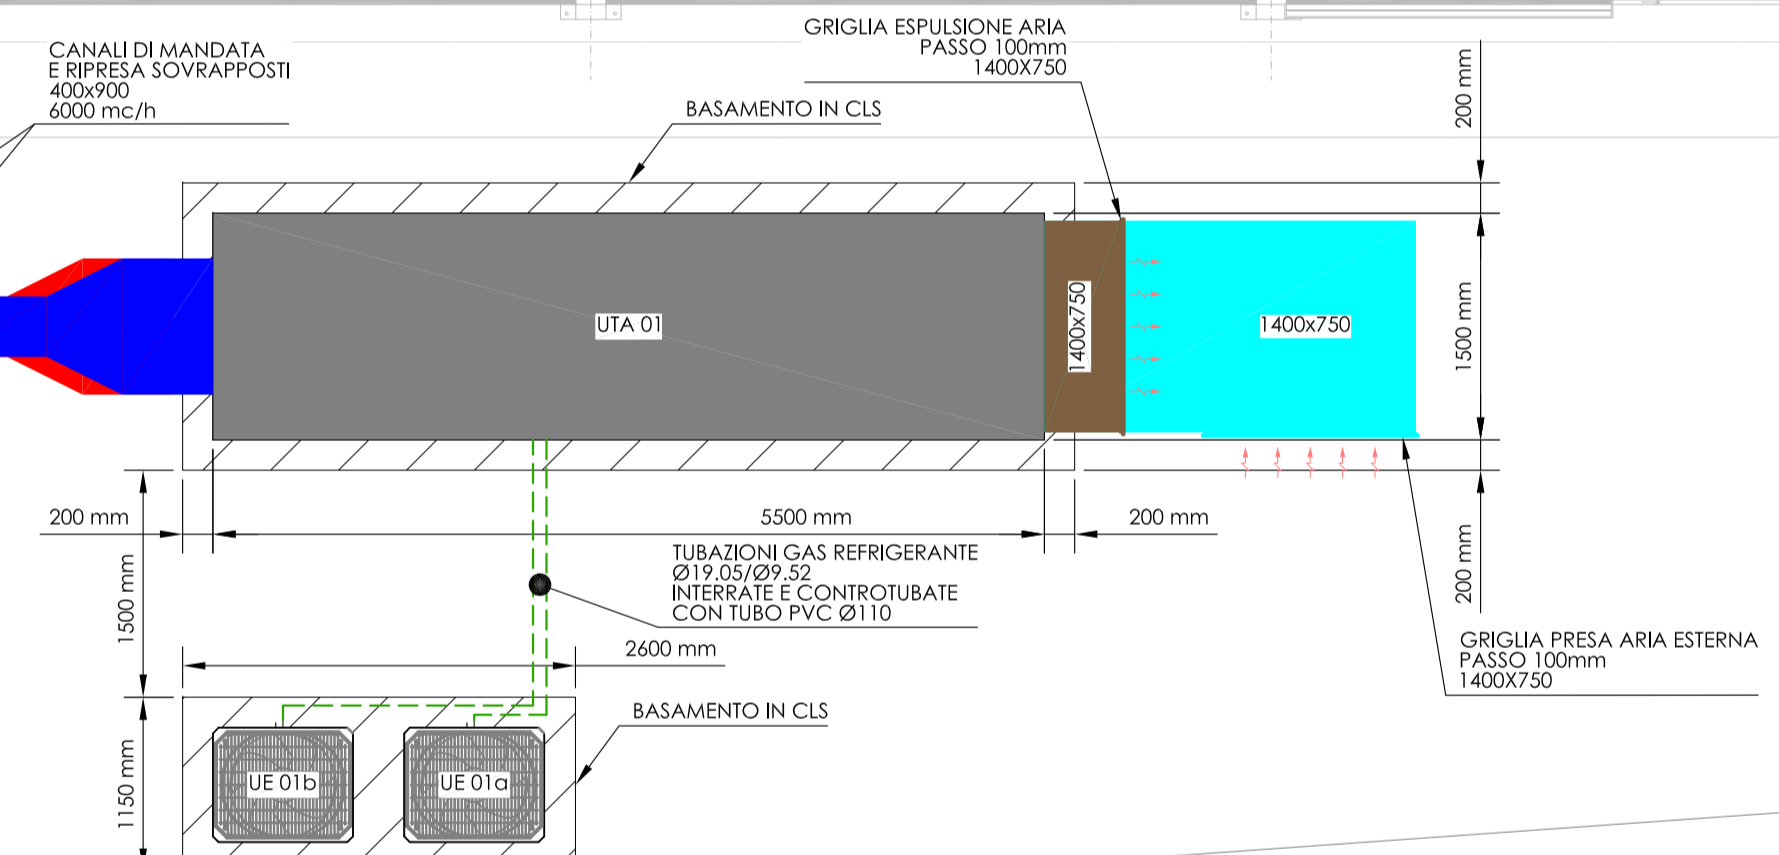 CANALI DI MANDATA
E RIPRESA SOVRAPPOSTI
400x900
6000 mc/h
GRIGLIA ESPULSIONE ARIA
PASSO 100mm
1400X750
BASAMENTO IN CLS
200 mm
UTA 01
1400x750
1400x750
1500 mm
200 mm
5500 mm
200 mm
200 mm
1500 mm
TUBAZIONI GAS REFRIGERANTE
Ø19.05/Ø9.52
INTERRATE E CONTROTUBATE
CON TUBO PVC Ø110
2600 mm
GRIGLIA PRESA ARIA ESTERNA
PASSO 100mm
1400X750
BASAMENTO IN CLS
1150 mm
UE 01b
UE 01a